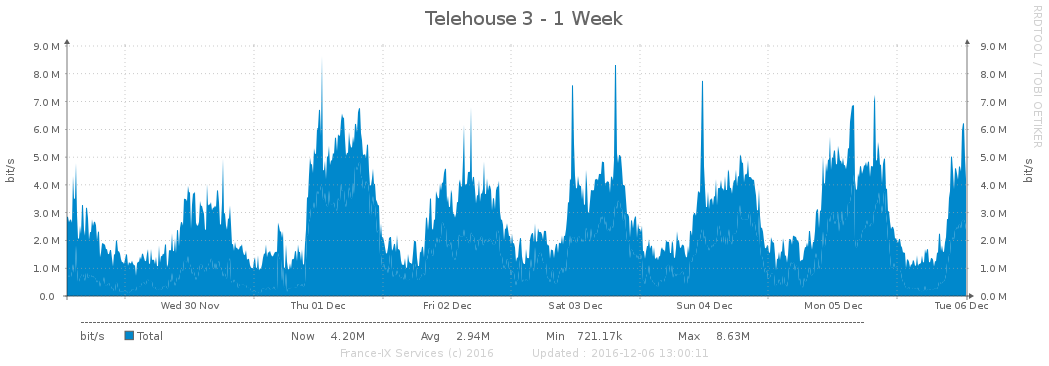 Telehouse 3 - 1 Week
RRDTOOL / TOBI OETIKER
9.0 M 9.0 M
8.0 M 8.0 M
7.0 M 7.0 M
6.0 M 6.0 M
5.0 M 5.0 M
4.0 M 4.0 M
3.0 M 3.0 M
2.0 M 2.0 M
1.0 M 1.0 M
0.0 0.0 M
bit/s
bit/s
Wed 30 Nov Thu 01 Dec Fri 02 Dec Sat 03 Dec Sun 04 Dec Mon 05 Dec Tue 06 Dec
bit/s Total Now 4.20M Avg 2.94M Min 721.17k Max 8.63M
France-IX Services (c) 2016 Updated : 2016-12-06 13:00:11